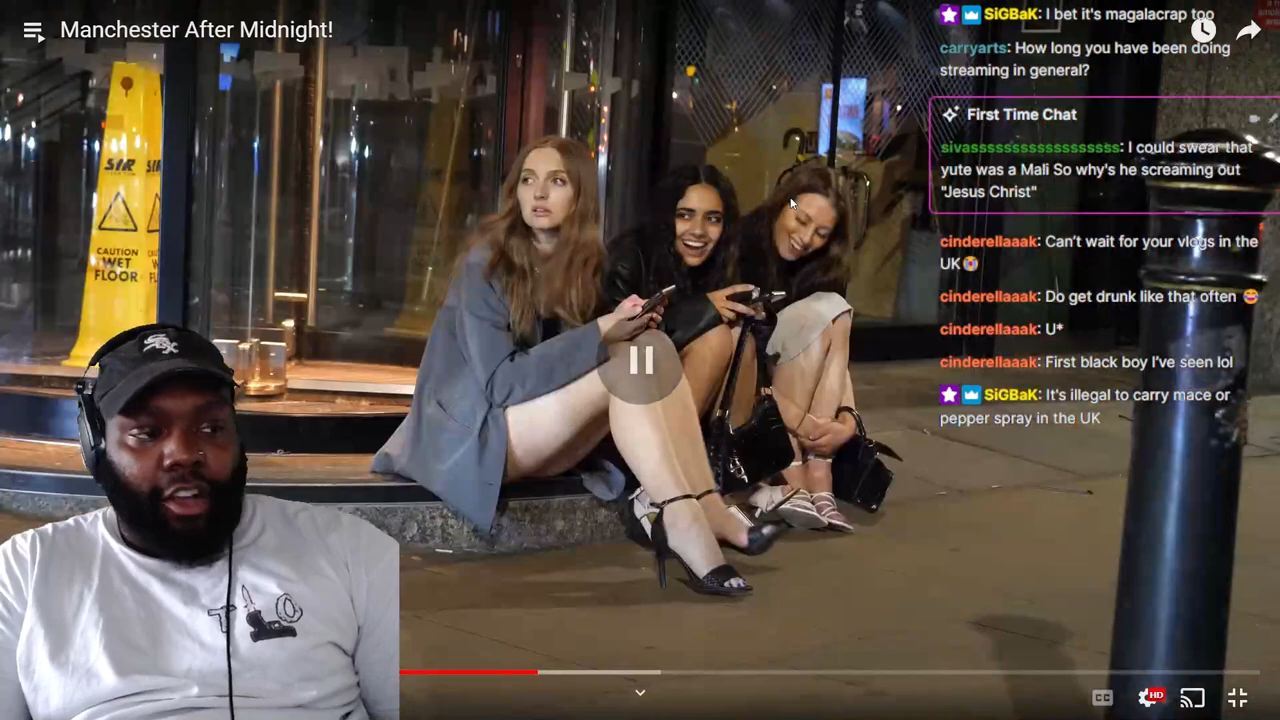 Manchester After Midnight!
SiGBaK: I bet it's magalacrap too
carryarts: How long you have been doing
streaming in general?
First Time Chat
sivassssssssssssssssss: I could swear that
yute was a Mali So why's he screaming out
"Jesus Christ"
cinderellaaak: Can't wait for your vlogs in the
UK😭
cinderellaaak: Do get drunk like that often 😂
cinderellaaak: U*
cinderellaaak: First black boy I've seen lol
SiGBaK: It's illegal to carry mace or
pepper spray in the UK
SIR
CAUTION
WET
FLOOR
SOX
CC
HD